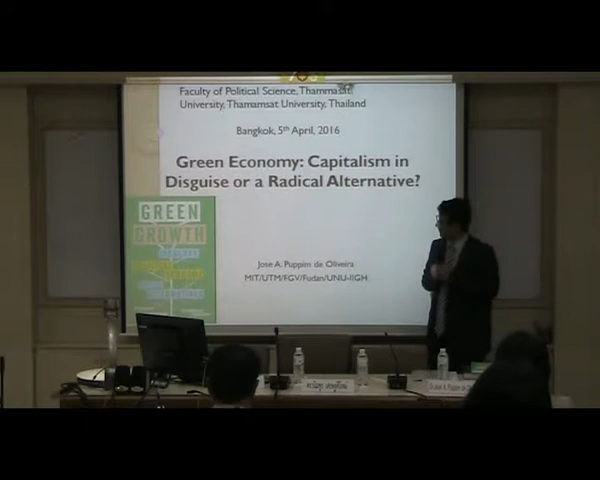 Faculty of Political Science, Thammasat
University, Thamamsat University, Thailand
Bangkok, 5th April, 2016
Green Economy: Capitalism in
Disguise or a Radical Alternative?
GREEN
GROWTH
Jose A. Puppim de Oliveira
MIT/UTM/FGV/Fudan/UNU-IIGH